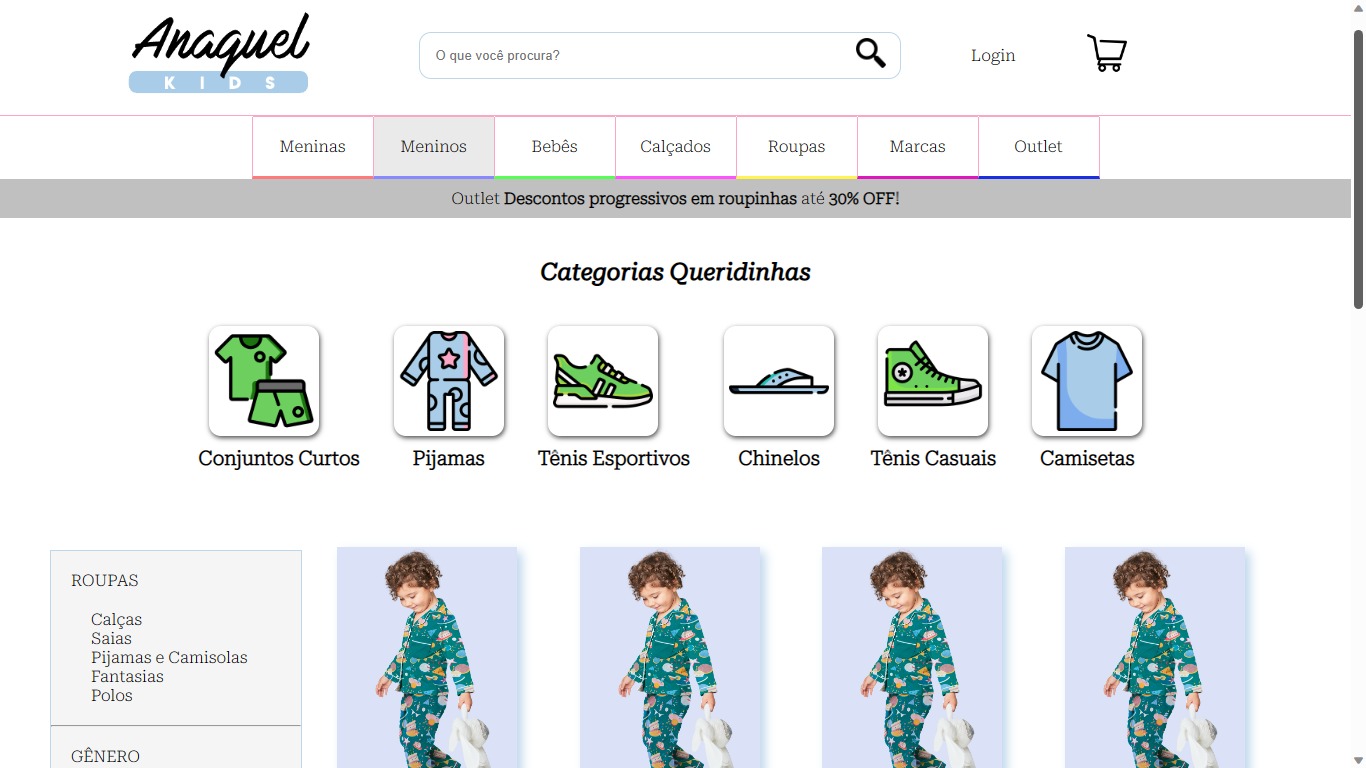 Anaquel
KIDS
O que você procura?
Login
Meninas
Meninos
Bebês
Calçados
Roupas
Marcas
Outlet
Outlet Descontos progressivos em roupinhas até 30% OFF!
Categorias Queridinhas
Conjuntos Curtos
Pijamas
Tênis Esportivos
Chinelos
Tênis Casuais
Camisetas
ROUPAS
Calças
Saias
Pijamas e Camisolas
Fantasias
Polos
GÊNERO